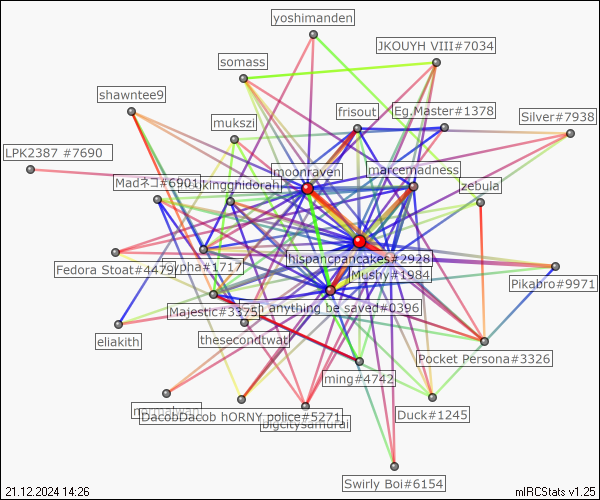 yoshimanden
JKOUYH VIII#7034
somass
shawntee9
frisout
Eg.Master#1378
Silver#7938
mukszi
LPK2387 #7690
moonraven
marcemadness
Madネコ#6901
kingghidorah
zebula
hispancpancakes#2928
Fedora Stoat#4479
ypha#1717
Mushy#1984
Pikabro#9971
Majestic#3375
anything be saved#0396
eliakith
thesecondtwat
Pocket Persona#3326
ming#4742
DacobDacob hORNY police#5271
Duck#1245
bigcitysamurai
Swirly Boi#6154
21.12.2024 14:26
mIRCStats v1.25